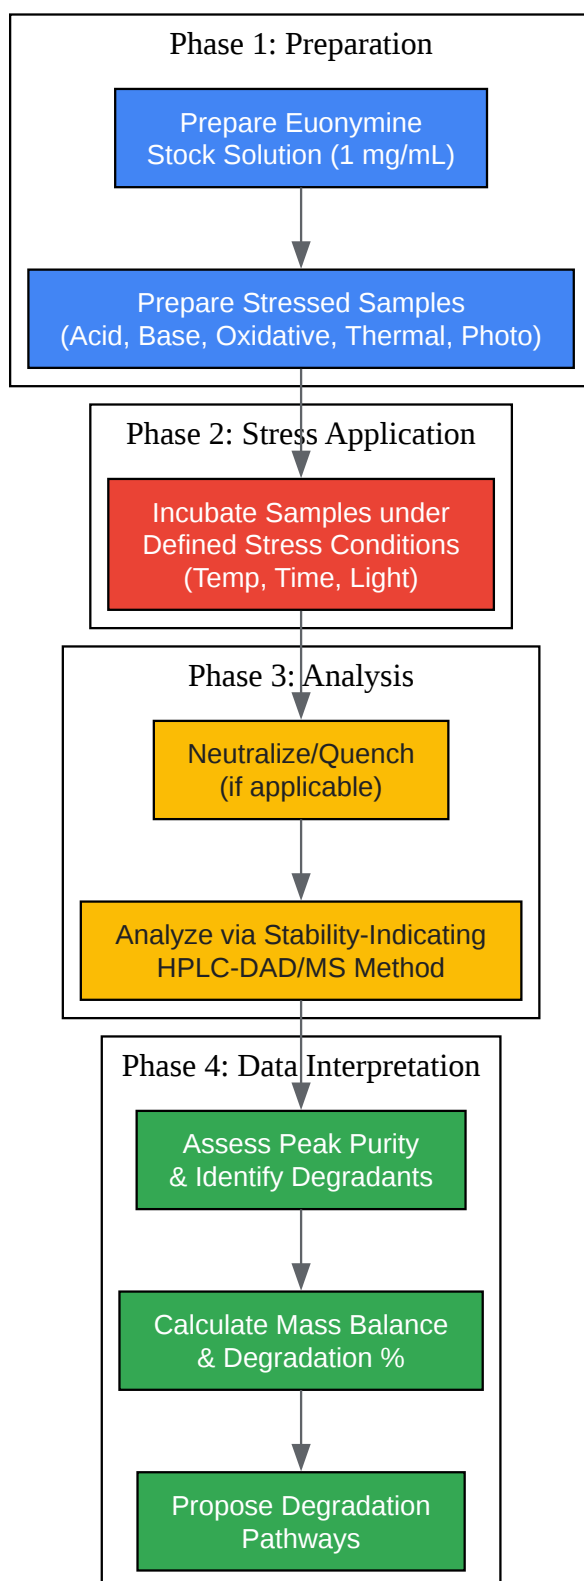 Phase 1: Preparation
Prepare Euonymine
Stock Solution (1 mg/mL)
Prepare Stressed Samples
(Acid, Base, Oxidative, Thermal, Photo)
Phase 2: Stress Application
Incubate Samples under
Defined Stress Conditions
(Temp, Time, Light)
Phase 3: Analysis
Neutralize/Quench
(if applicable)
Analyze via Stability-Indicating
HPLC-DAD/MS Method
Phase 4: Data Interpretation
Assess Peak Purity
& Identify Degradants
Calculate Mass Balance
& Degradation %
Propose Degradation
Pathways